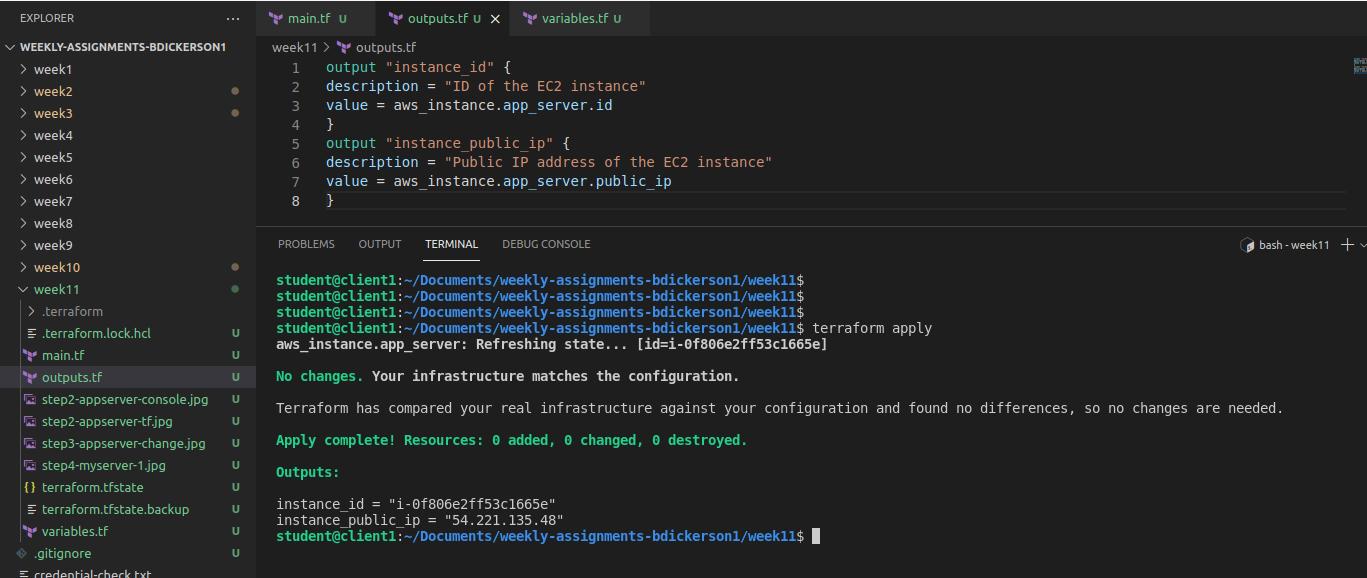 EXPLORER
...
WEEKLY-ASSIGNMENTS-BDICKERSON1
week1
week2
week3
week4
week5
week6
week7
week8
week9
week10
week11
.terraform
.terraform.lock.hcl U
main.tf U
outputs.tf U
step2-appserver-console.jpg U
step2-appserver-tf.jpg U
step3-appserver-change.jpg U
step4-myserver-1.jpg U
{} terraform.tfstate U
terraform.tfstate.backup U
variables.tf U
.gitignore U
credential-check.txt
main.tf U
outputs.tf U ×
variables.tf U
week11 > outputs.tf
1 output "instance_id" {
2 description = "ID of the EC2 instance"
3 value = aws_instance.app_server.id
4 }
5 output "instance_public_ip" {
6 description = "Public IP address of the EC2 instance"
7 value = aws_instance.app_server.public_ip
8 }
PROBLEMS OUTPUT TERMINAL DEBUG CONSOLE
bash - week11
student@client1:~/Documents/weekly-assignments-bdickerson1/week11$
student@client1:~/Documents/weekly-assignments-bdickerson1/week11$
student@client1:~/Documents/weekly-assignments-bdickerson1/week11$
student@client1:~/Documents/weekly-assignments-bdickerson1/week11$ terraform apply
aws_instance.app_server: Refreshing state... [id=i-0f806e2ff53c1665e]
No changes. Your infrastructure matches the configuration.
Terraform has compared your real infrastructure against your configuration and found no differences, so no changes are needed.
Apply complete! Resources: 0 added, 0 changed, 0 destroyed.
Outputs:
instance_id = "i-0f806e2ff53c1665e"
instance_public_ip = "54.221.135.48"
student@client1:~/Documents/weekly-assignments-bdickerson1/week11$